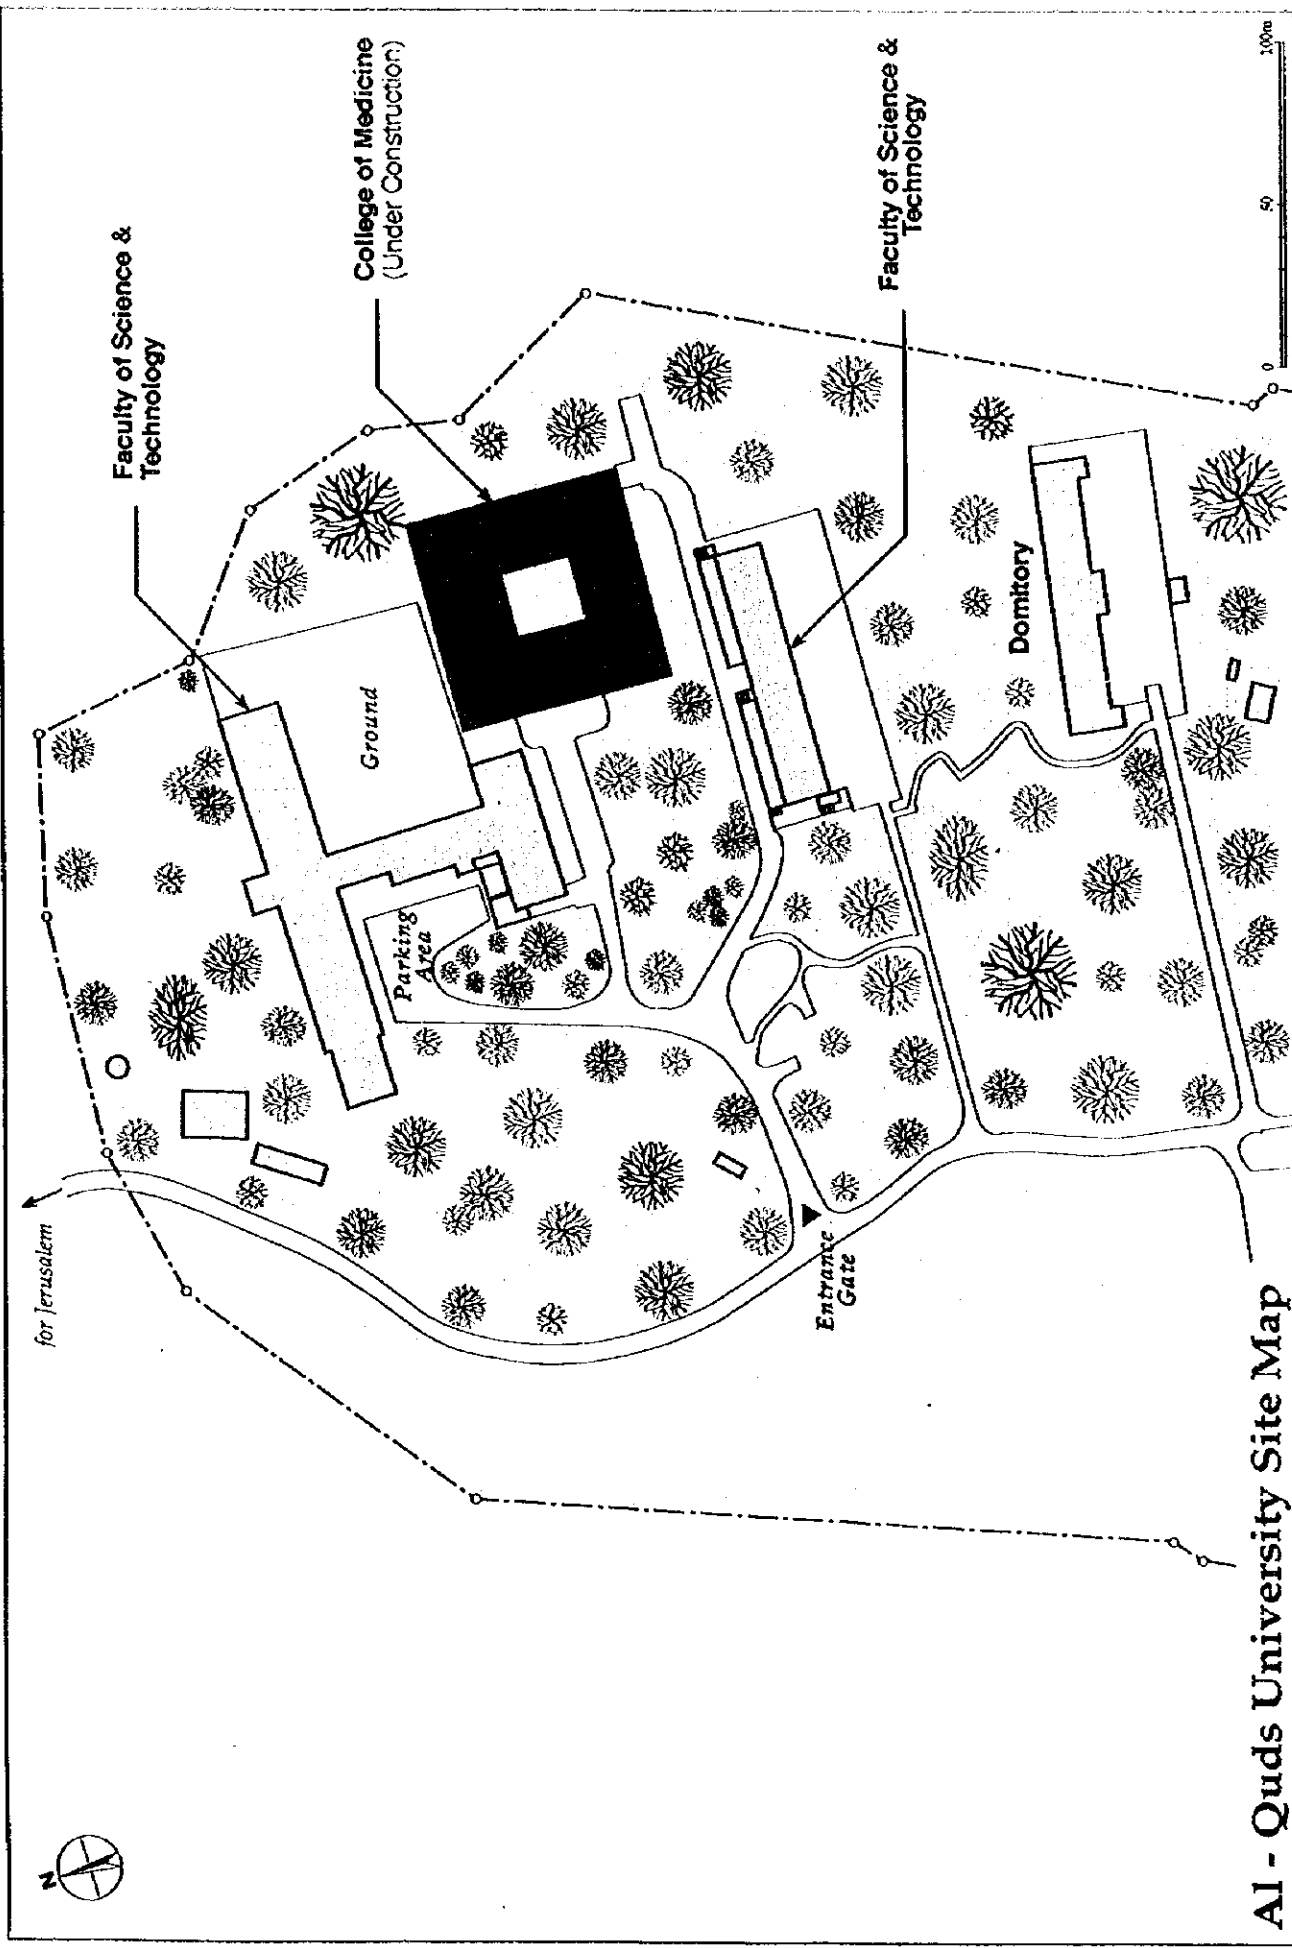 N
for Jerusalem
Faculty of Science &
Technology
College of Medicine
(Under Construction)
Ground
Parking
Area
Faculty of Science &
Technology
Domitory
Entrance
Gate
0
50
100m
Al - Quds University Site Map